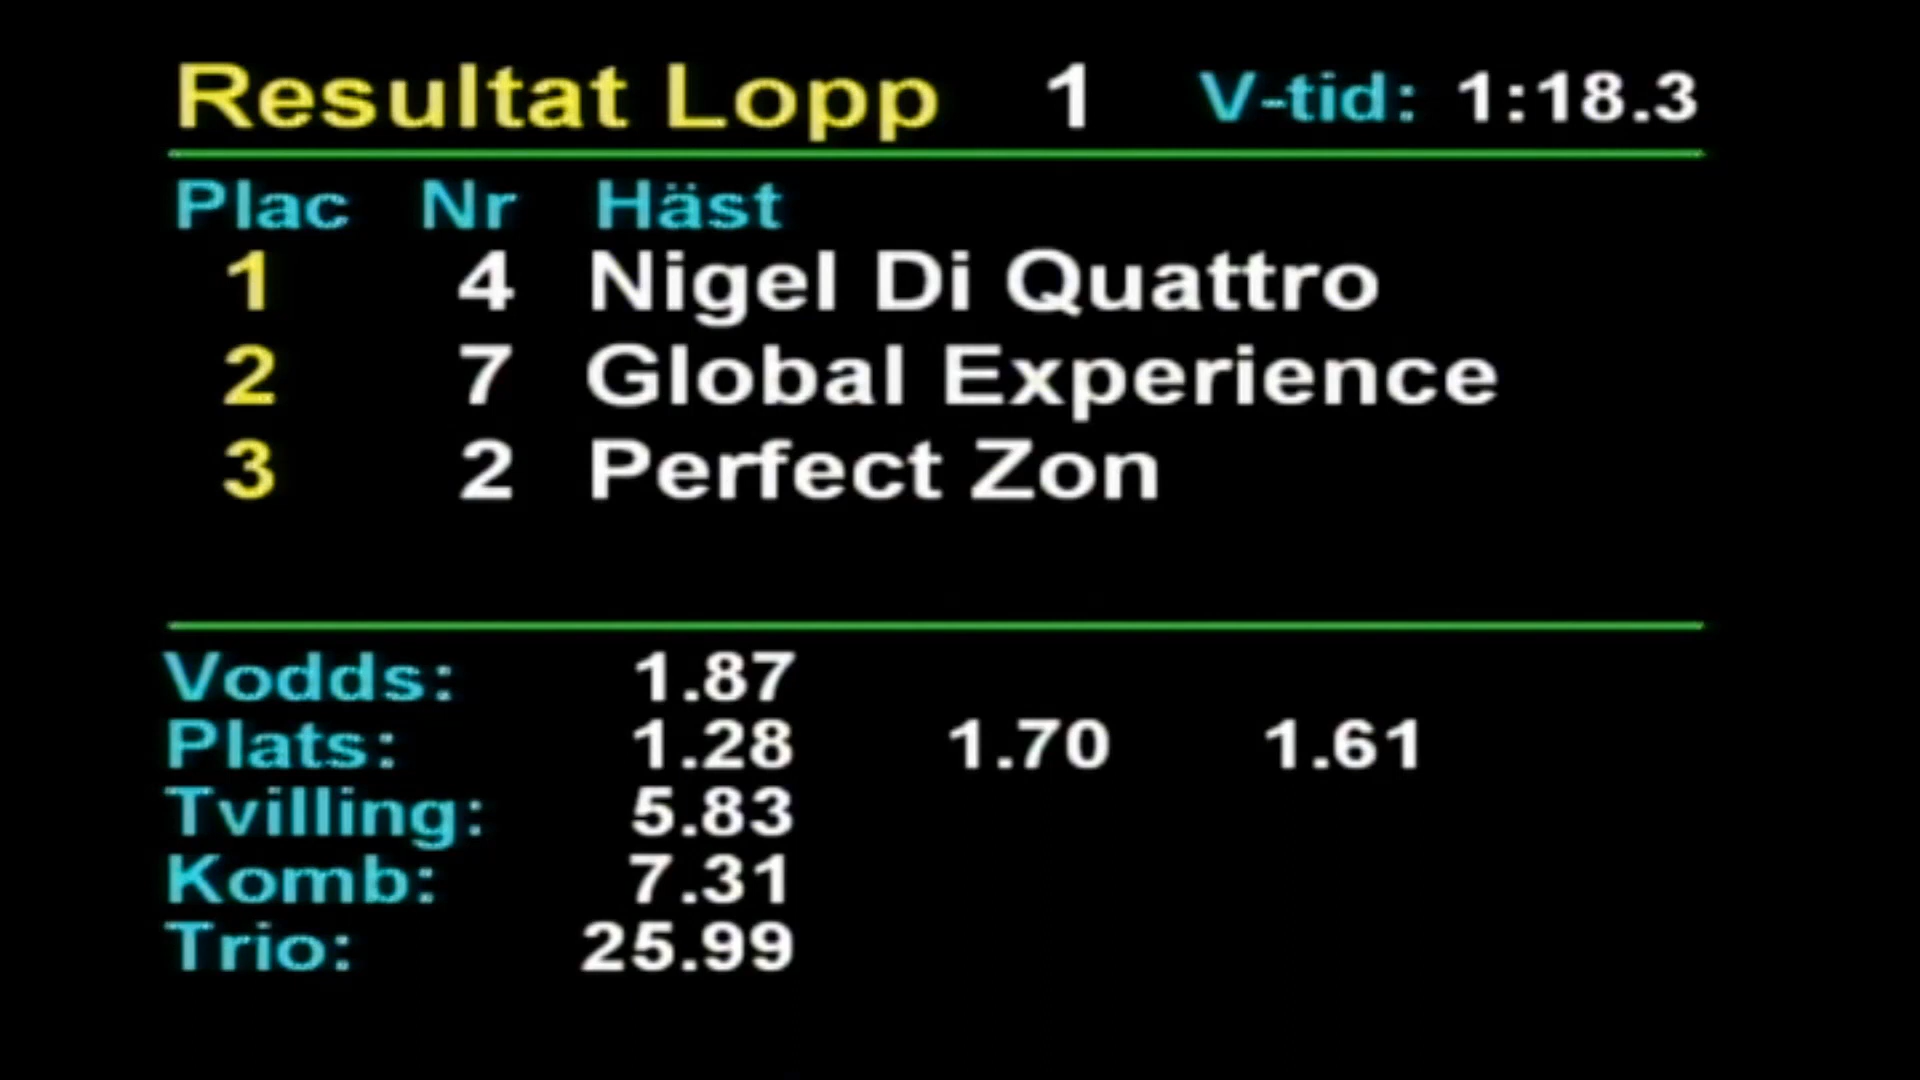 Resultat Lopp 1 V-tid: 1:18.3
Plac Nr Häst
1 4 Nigel Di Quattro
2 7 Global Experience
3 2 Perfect Zon
Vodds: 1.87
Plats: 1.28 1.70 1.61
Tvilling: 5.83
Komb: 7.31
Trio: 25.99